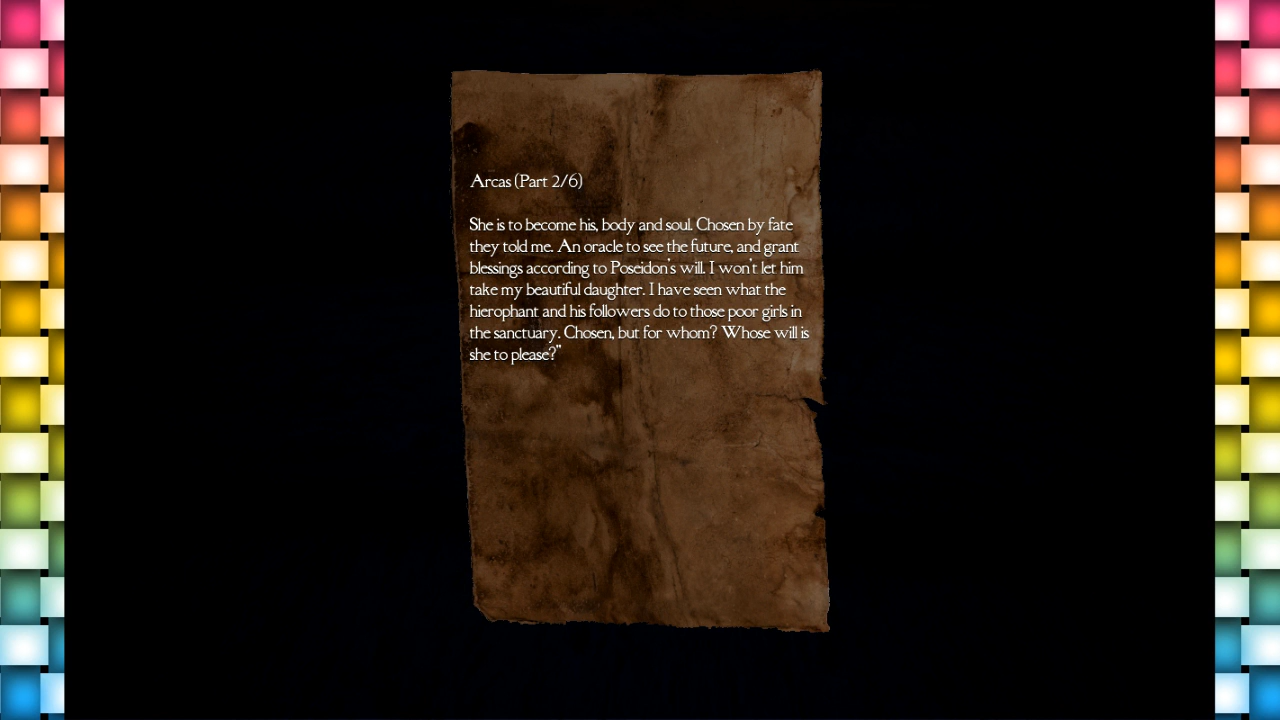 Arcas (Part 2/6)
She is to become his, body and soul. Chosen by fate
they told me. An oracle to see the future, and grant
blessings according to Poseidon's will. I won't let him
take my beautiful daughter. I have seen what the
hierophant and his followers do to those poor girls in
the sanctuary. Chosen, but for whom? Whose will is
she to please?"